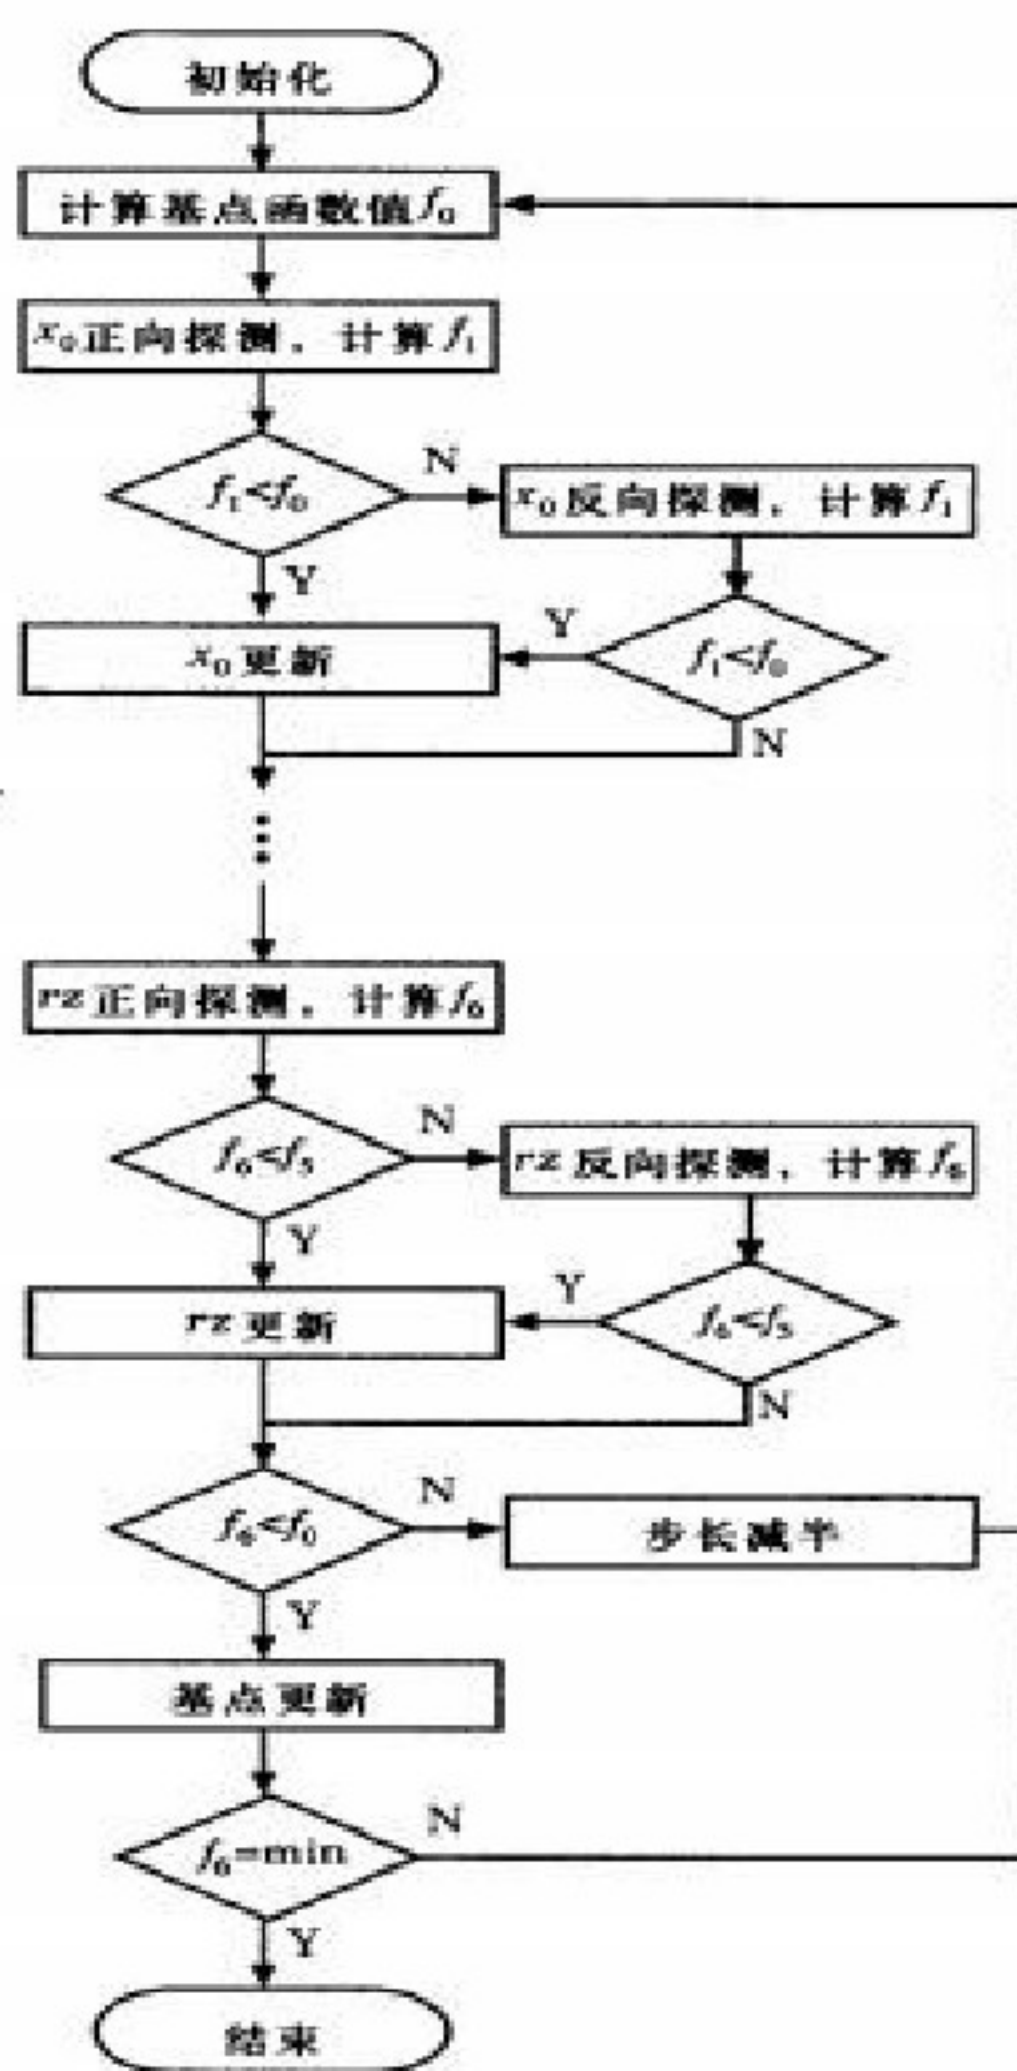 初始化
计算基点函数值f₀
x₀正向探测，计算f₁
f₁<f₀
N
x₀反向探测，计算f₁
Y
x₀更新
Y
f₁<f₀
N
⋮
rz正向探测，计算f₆
f₆<f₅
N
rz反向探测，计算f₆
Y
rz更新
Y
f₆<f₅
N
f₆<f₀
N
步长减半
Y
基点更新
f₆=min
N
Y
结束